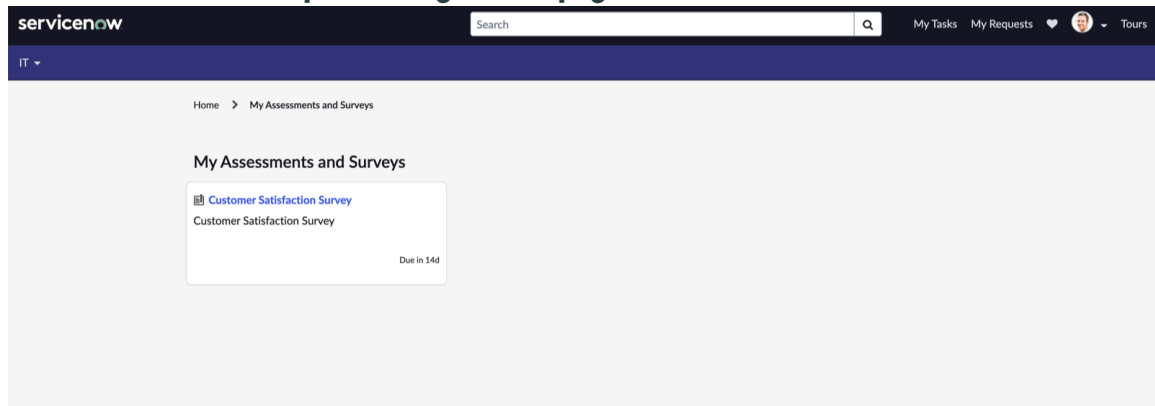 servicenow
Search
My Tasks My Requests Tours
IT
Home > My Assessments and Surveys
My Assessments and Surveys
Customer Satisfaction Survey
Customer Satisfaction Survey
Due in 14d